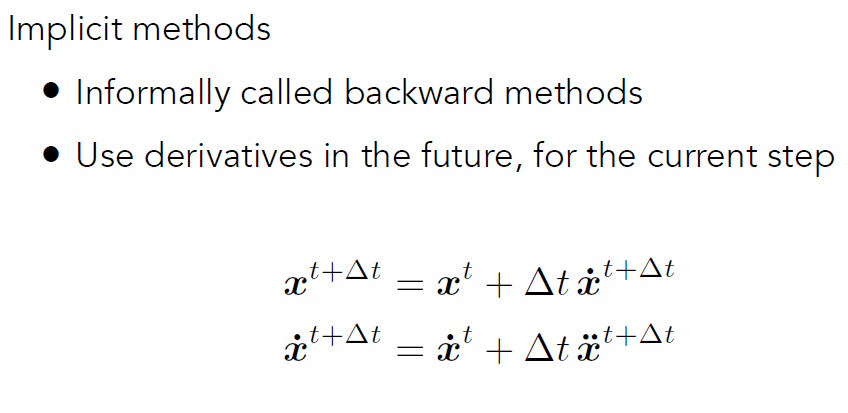 Implicit methods
• Informally called backward methods
• Use derivatives in the future, for the current step
$\boldsymbol{x}^{t+\Delta t} = \boldsymbol{x}^{t} + \Delta t \, \dot{\boldsymbol{x}}^{t+\Delta t}$
$\dot{\boldsymbol{x}}^{t+\Delta t} = \dot{\boldsymbol{x}}^{t} + \Delta t \, \ddot{\boldsymbol{x}}^{t+\Delta t}$